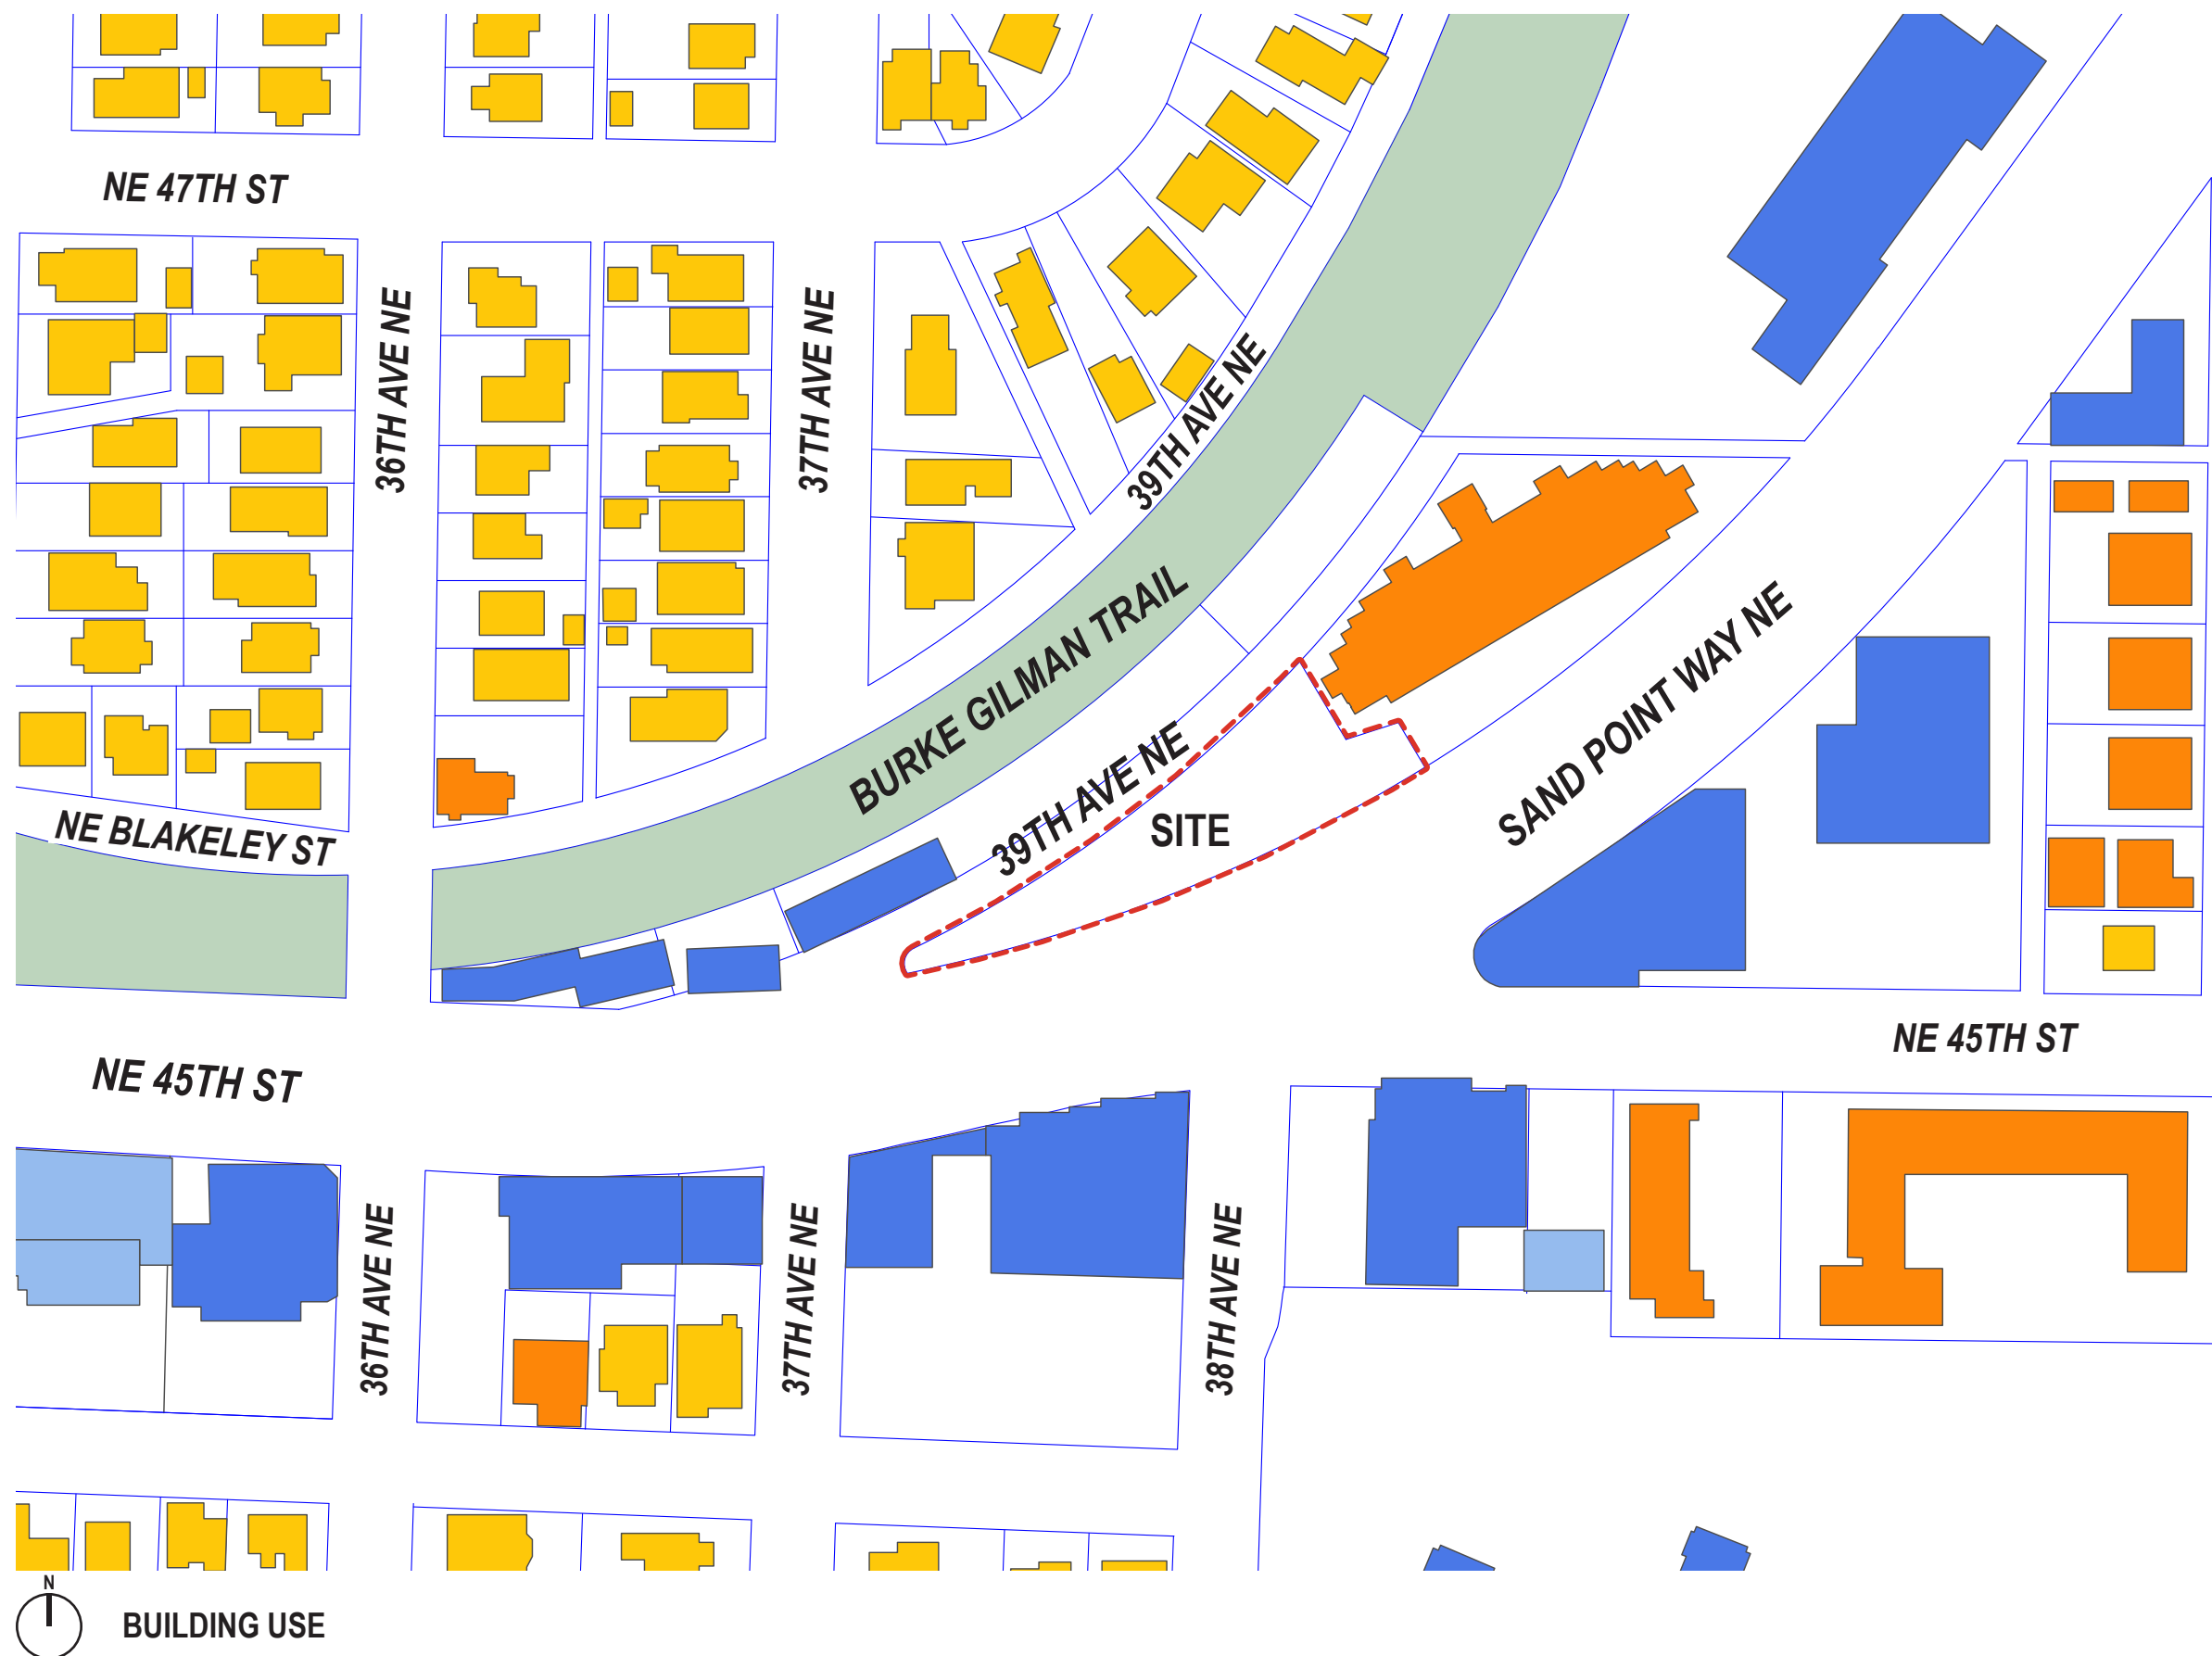 NE 47TH ST
36TH AVE NE
37TH AVE NE
39TH AVE NE
BURKE GILMAN TRAIL
SAND POINT WAY NE
39TH AVE NE
SITE
NE BLAKELEY ST
NE 45TH ST
NE 45TH ST
36TH AVE NE
37TH AVE NE
38TH AVE NE
N
BUILDING USE